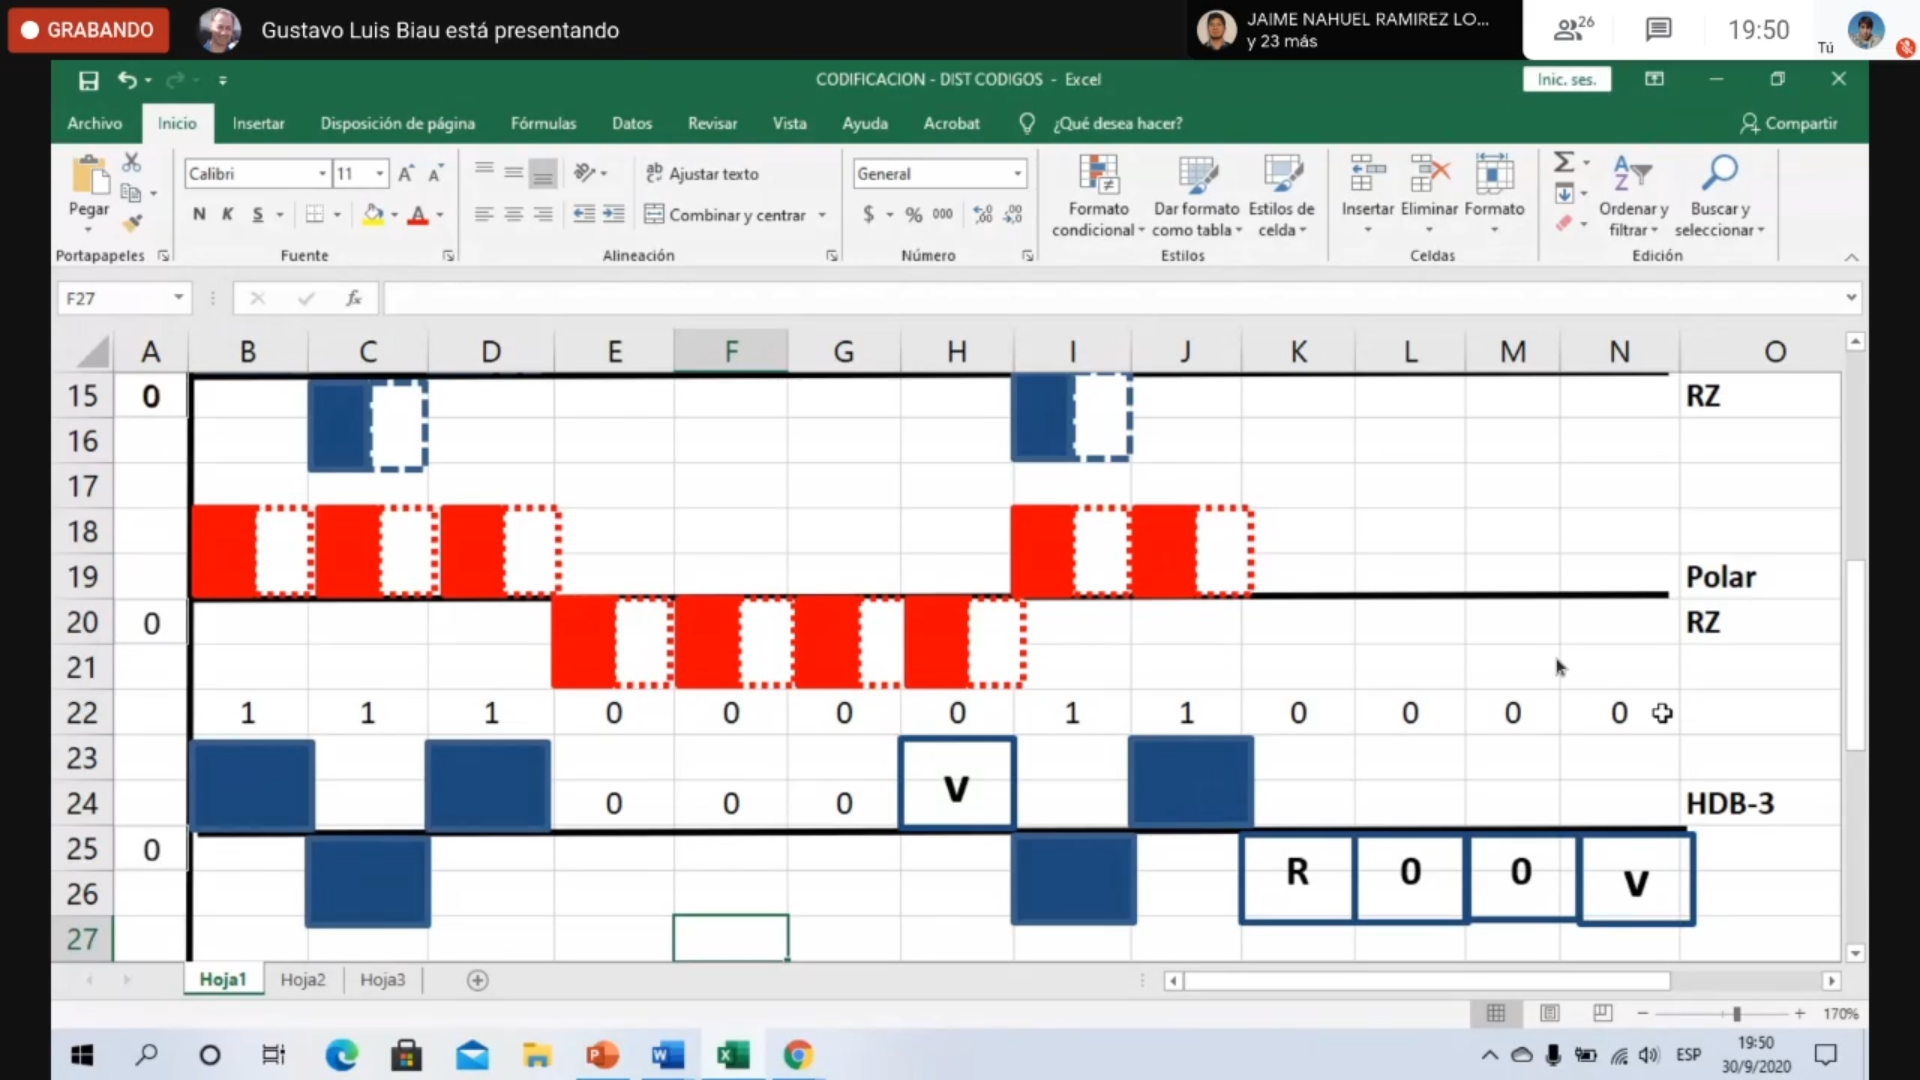 GRABANDO
Gustavo Luis Biau está presentando
JAIME NAHUEL RAMIREZ LO...
y 23 más
26
19:50
Tú
CODIFICACION - DIST CODIGOS - Excel
Inic. ses.
Archivo Inicio Insertar Disposición de página Fórmulas Datos Revisar Vista Ayuda Acrobat ¿Qué desea hacer? Compartir
Pegar
Calibri 11
Ajustar texto
General
N K S
Combinar y centrar
$ % 000
Formato condicional
Dar formato como tabla
Estilos de celda
Insertar Eliminar Formato
Ordenar y filtrar
Buscar y seleccionar
Portapapeles Fuente Alineación Número Estilos Celdas Edición
F27 fx
A B C D E F G H I J K L M N O
15 0 RZ
16
17
18
19 Polar
20 0 RZ
21
22 1 1 1 0 0 0 0 1 1 0 0 0 0
23
24 0 0 0 V HDB-3
25 0
26 R 0 0 V
27
Hoja1 Hoja2 Hoja3
170%
ESP
19:50
30/9/2020